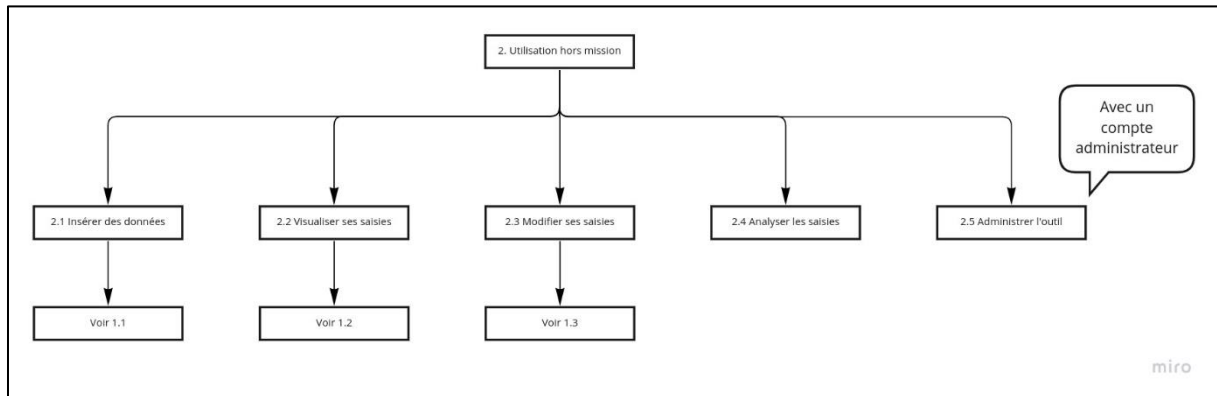 2. Utilisation hors mission
Avec un
compte
administrateur
2.1 Insérer des données
2.2 Visualiser ses saisies
2.3 Modifier ses saisies
2.4 Analyser les saisies
2.5 Administrer l'outil
Voir 1.1
Voir 1.2
Voir 1.3
miro